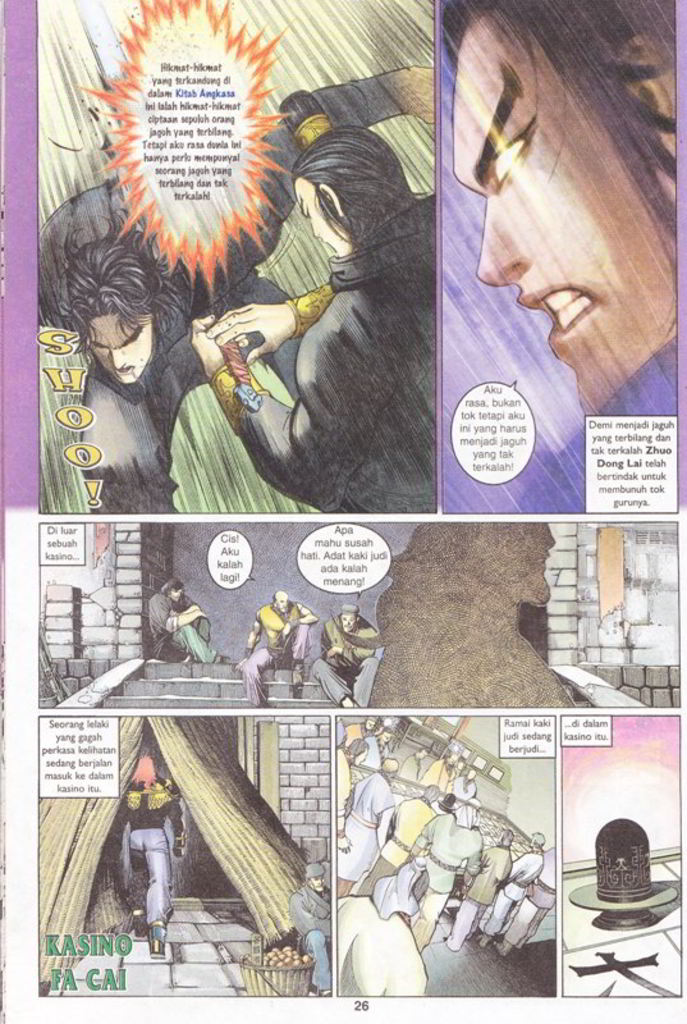 Hikmat-hikmat
yang terkandung di
dalam Kitab Angkasa
ini ialah hikmat-hikmat
ciptaan sepuluh orang
jagoh yang terbilang.
Tetapi aku rasa dunia ini
hanya perlu mempunyai
seorang jagoh yang
terbilang dan tak
terkalah!
SHOO!
Aku
rasa, bukan
tok tetapi aku
ini yang harus
menjadi jaguh
yang tak
terkalah!
Demi menjadi jaguh
yang terbilang dan
tak terkalah Zhuo
Dong Lai telah
bertindak untuk
membunuh tok
gurunya.
Di luar
sebuah
kasino...
Cis!
Aku
kalah
lagi!
Apa
mahu susah
hati. Adat kaki judi
ada kalah
menang!
Seorang lelaki
yang gagah
perkasa kelihatan
sedang berjalan
masuk ke dalam
kasino itu.
KASINO
FA-CAI
Ramai kaki
judi sedang
berjudi...
...di dalam
kasino itu.
26